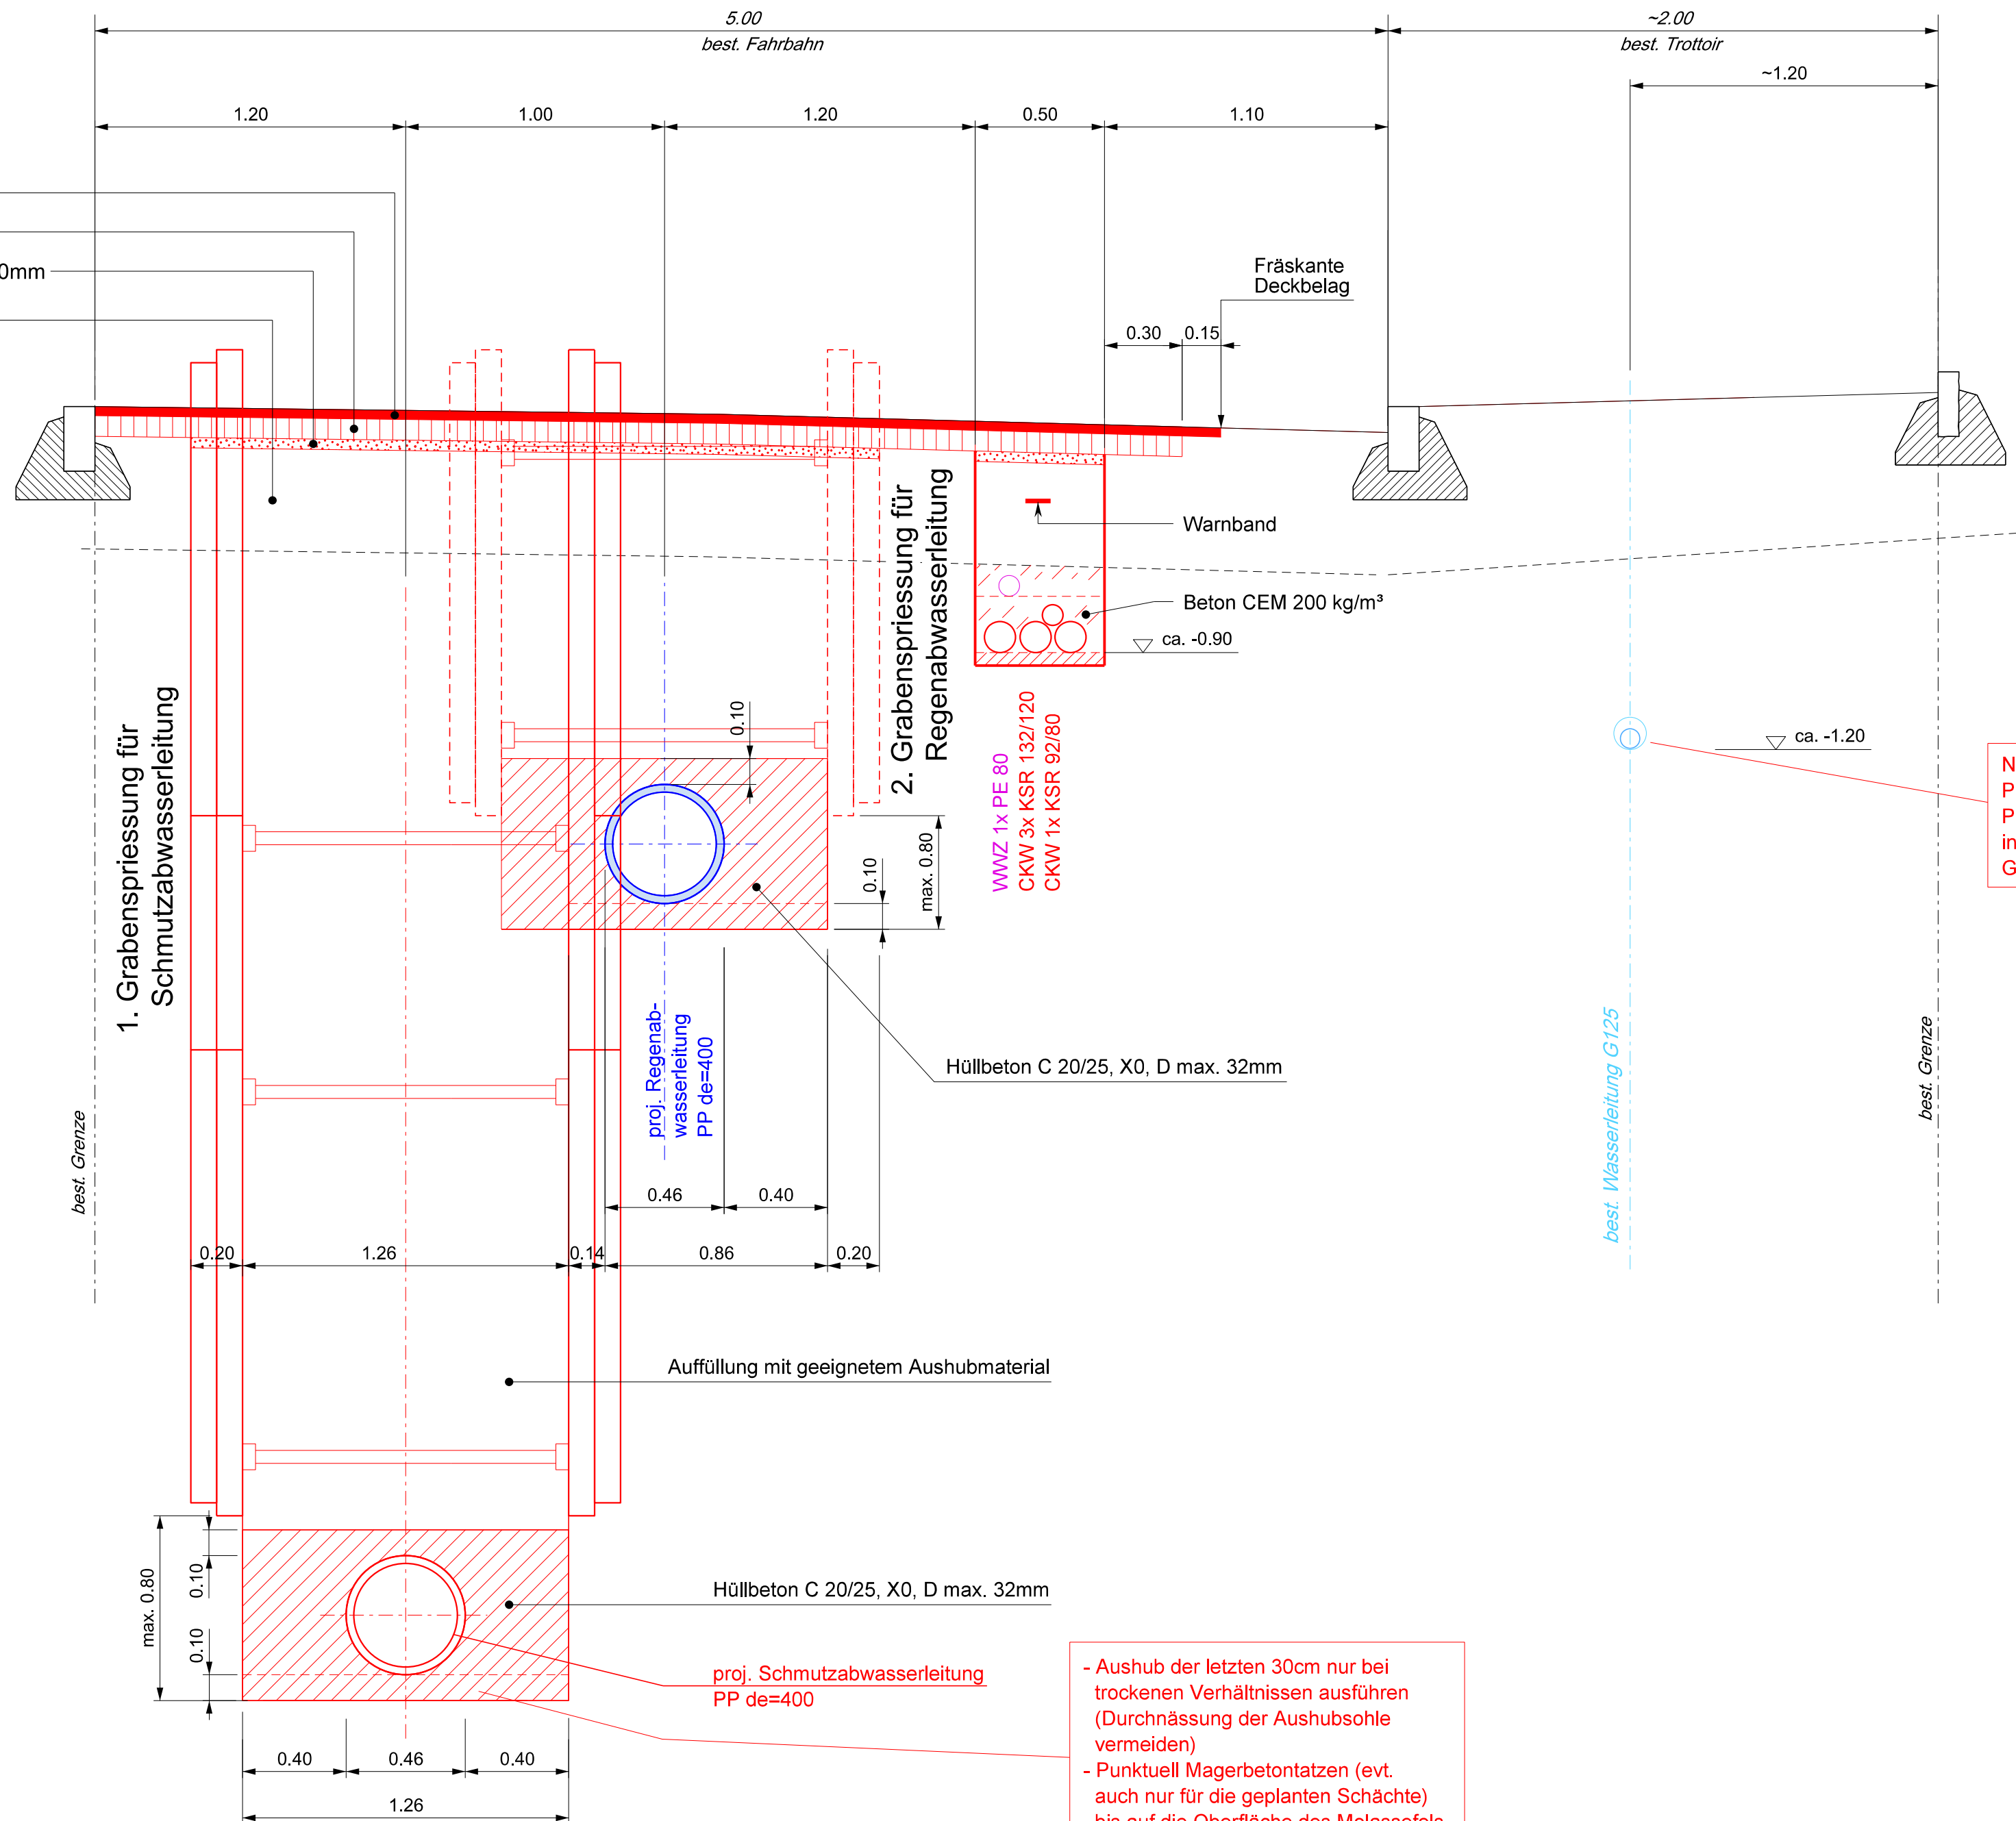 5.00
best. Fahrbahn
~2.00
best. Trottoir
~1.20
1.20
1.00
1.20
0.50
1.10
0mm
Fräskante
Deckbelag
0.30
0.15
Warnband
Beton CEM 200 kg/m³
ca. -0.90
ca. -1.20
1. Grabenspriessung für
Schmutzabwasserleitung
2. Grabenspriessung für
Regenabwasserleitung
0.10
0.10
max. 0.80
WWZ 1x PE 80
CKW 3x KSR 132/120
CKW 1x KSR 92/80
N
P
P
in
G
proj. Regenab-
wasserleitung
PP de=400
Hüllbeton C 20/25, X0, D max. 32mm
best. Grenze
best. Wasserleitung G125
best. Grenze
0.46
0.40
0.20
1.26
0.14
0.86
0.20
Auffüllung mit geeignetem Aushubmaterial
max. 0.80
0.10
0.10
Hüllbeton C 20/25, X0, D max. 32mm
proj. Schmutzabwasserleitung
PP de=400
- Aushub der letzten 30cm nur bei
trockenen Verhältnissen ausführen
(Durchnässung der Aushubsohle
vermeiden)
- Punktuell Magerbetontatzen (evt.
auch nur für die geplanten Schächte)
bis auf die Oberfläche des Molassefels
0.40
0.46
0.40
1.26